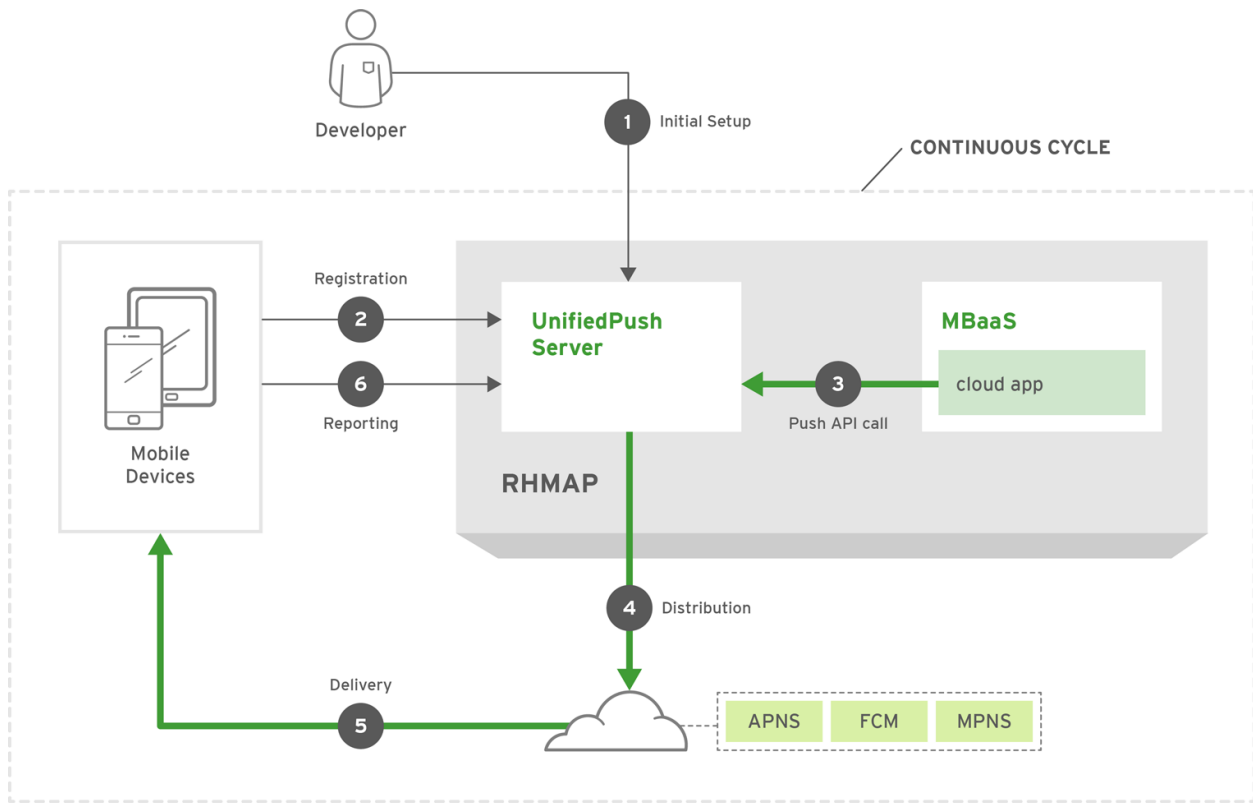 Developer
1
Initial Setup
CONTINUOUS CYCLE
Registration
2
6
Reporting
Mobile
Devices
UnifiedPush
Server
3
Push API call
MBaaS
cloud app
RHMAP
4
Distribution
Delivery
5
APNS
FCM
MPNS